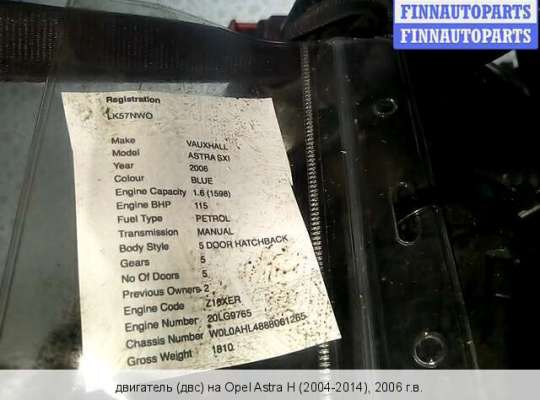 FINNAUTOPARTS
FINNAUTOPARTS
Registration
LK57NWO
Make VAUXHALL
Model ASTRA SXI
Year 2006
Colour BLUE
Engine Capacity 1.6 (1598)
Engine BHP 115
Fuel Type PETROL
Transmission MANUAL
Body Style 5 DOOR HATCHBACK
Gears 5
No Of Doors 5
Previous Owners 2
Engine Code Z16XER
Engine Number 20LG9765
Chassis Number W0L0AHL4888061265
Gross Weight 1810
двигатель (двс) на Opel Astra H (2004-2014), 2006 г.в.